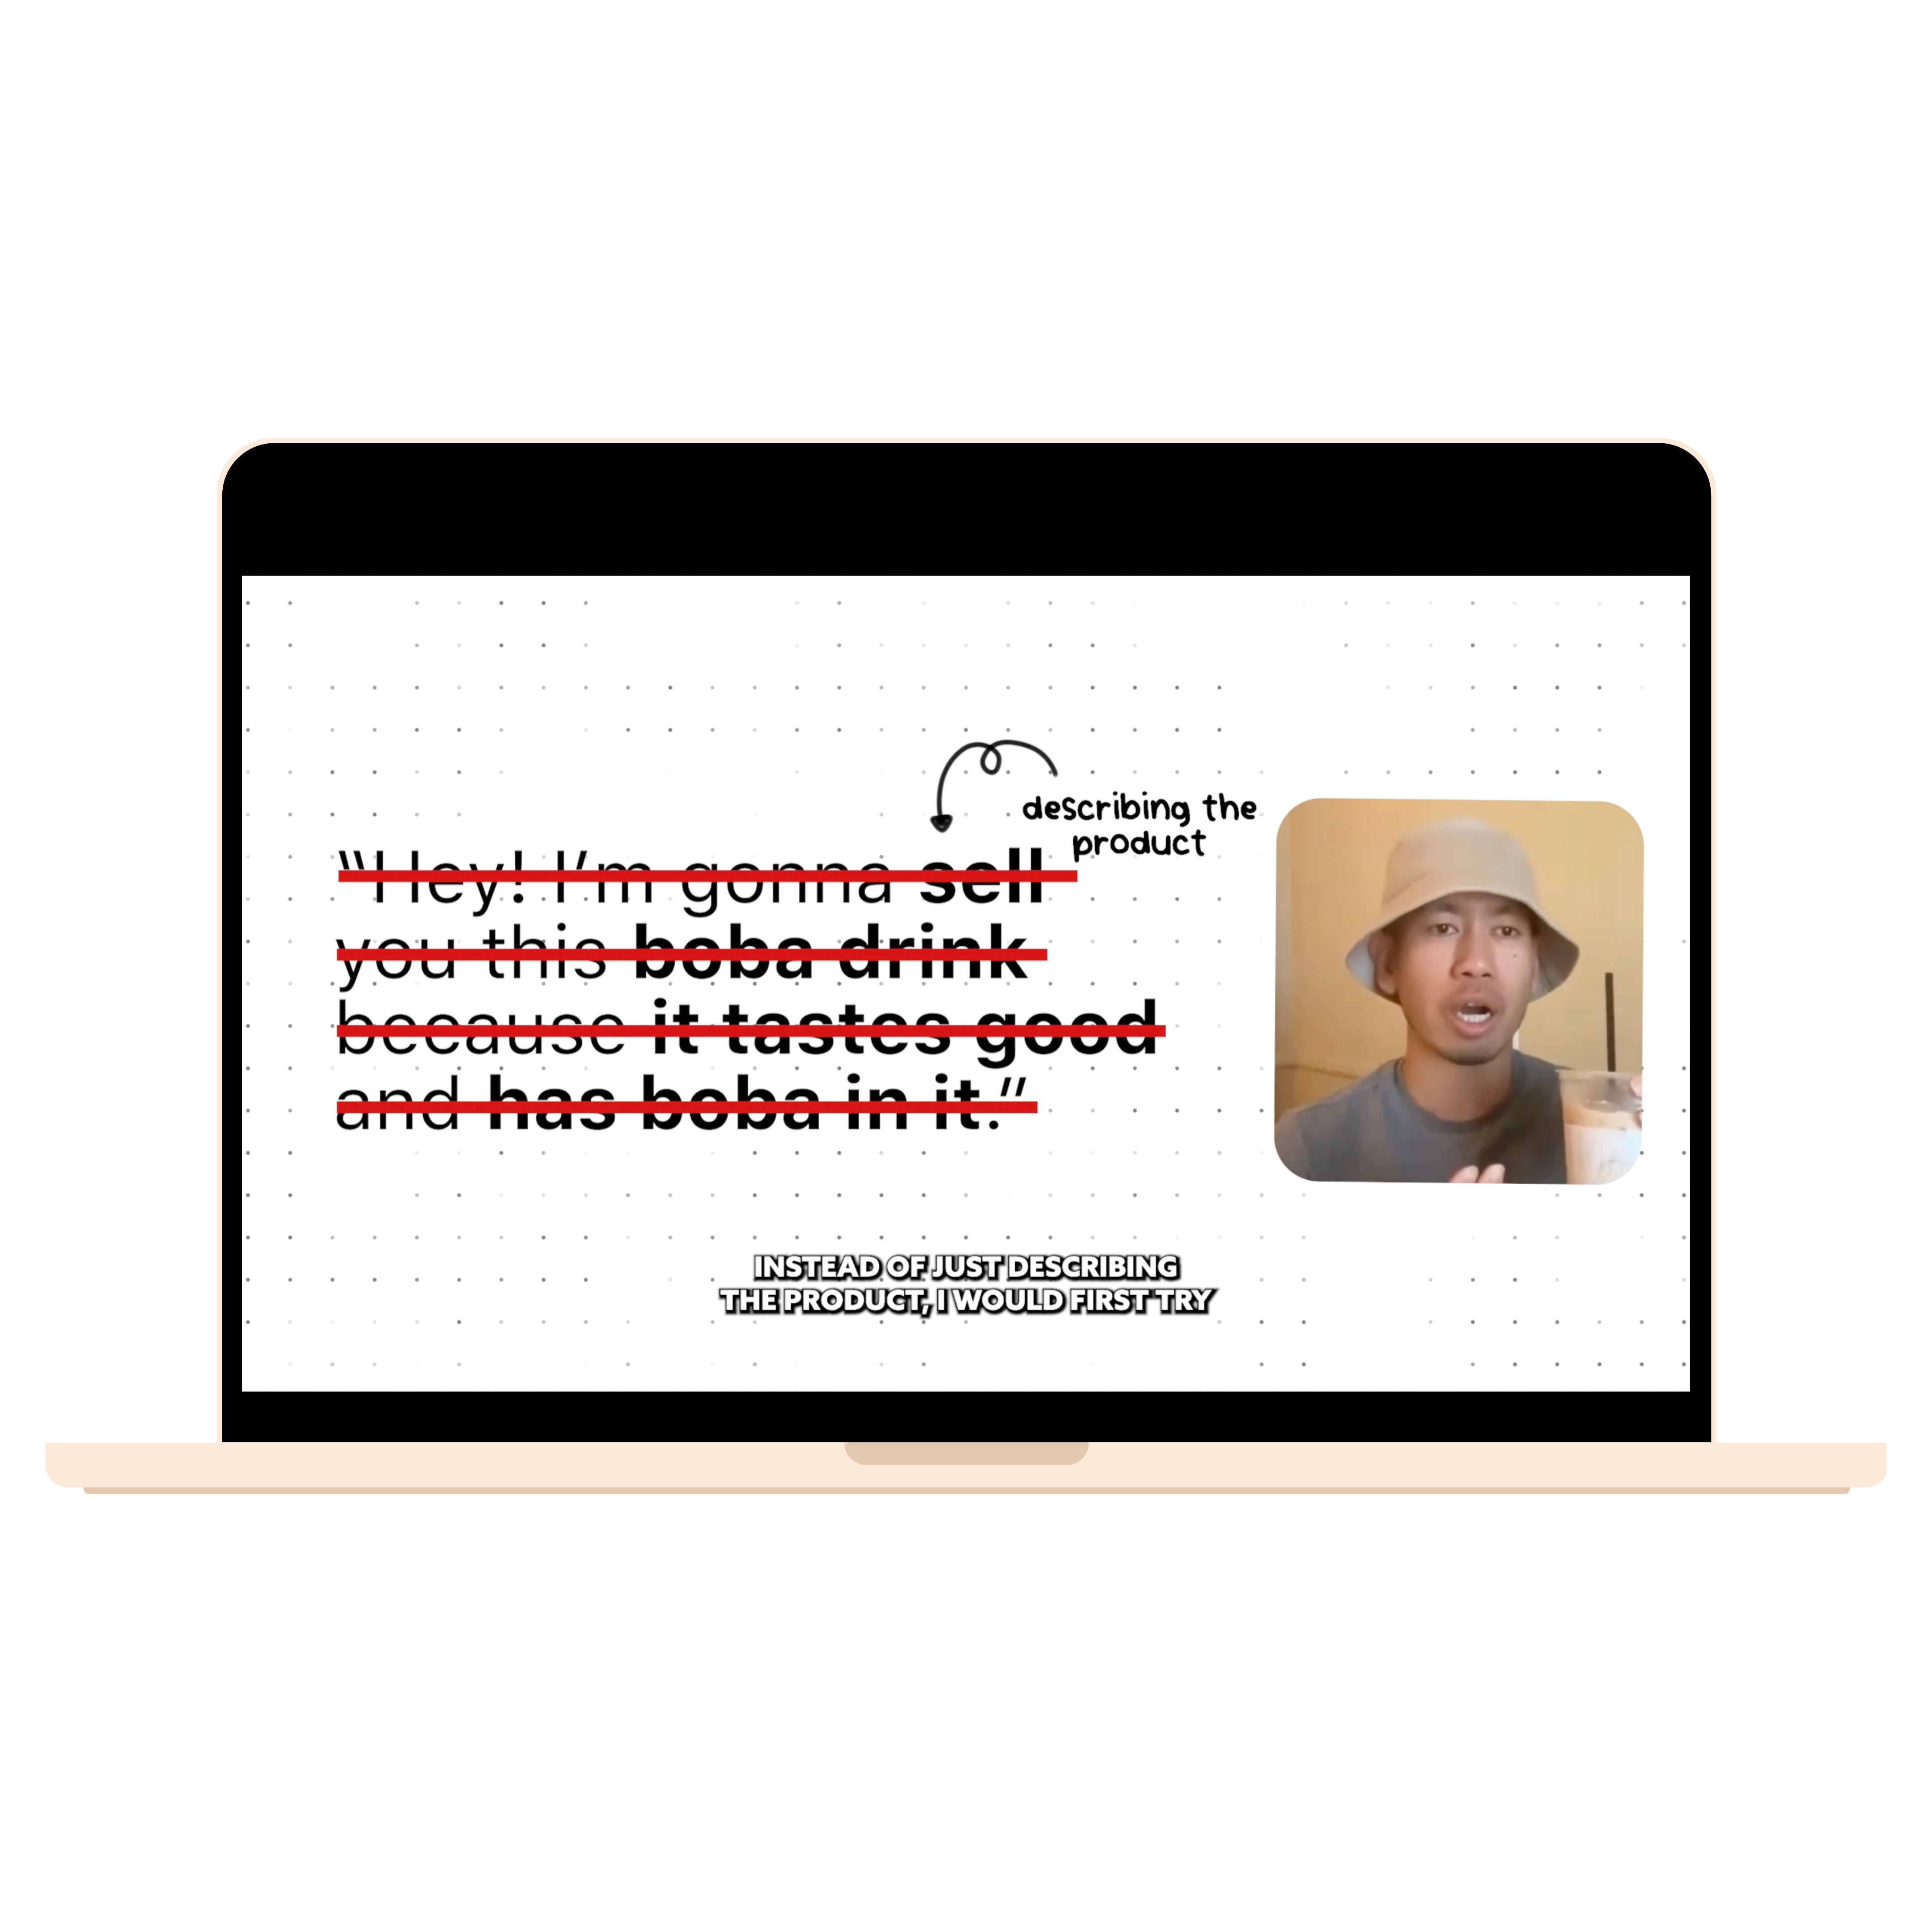 describing the
product
“Hey! I’m gonna sell
you this boba drink
because it tastes good
and has boba in it.”
INSTEAD OF JUST DESCRIBING
THE PRODUCT, I WOULD FIRST TRY